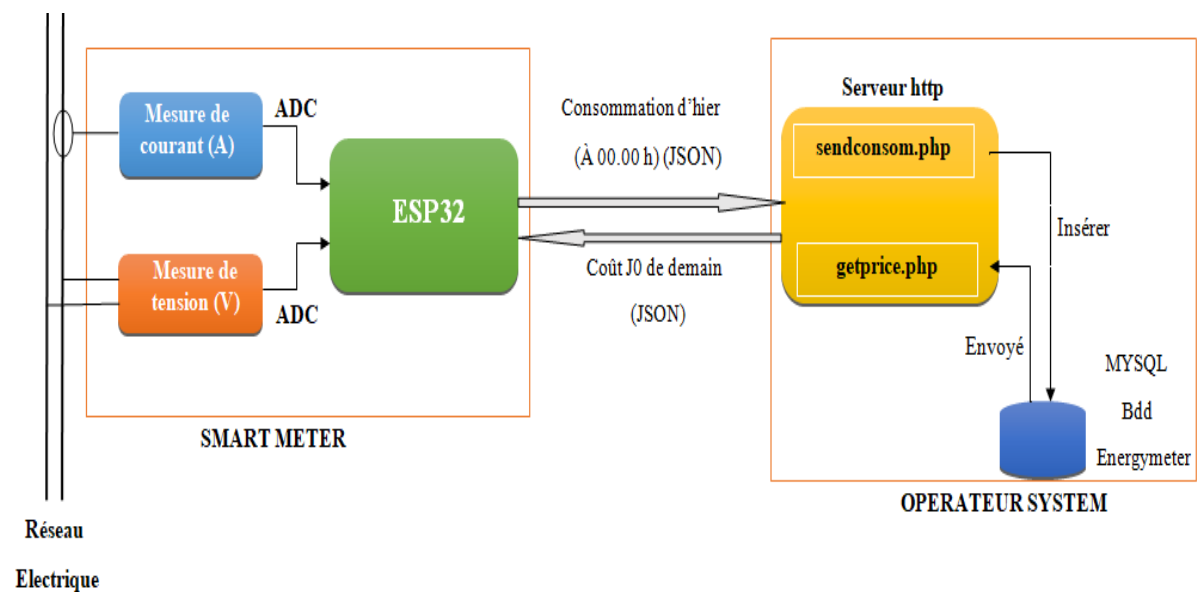 Mesure de
courant (A)
ADC
ESP32
Mesure de
tension (V)
ADC
SMART METER
Réseau
Electrique
Consommation d'hier
(À 00.00 h) (JSON)
Coût J0 de demain
(JSON)
Serveur http
sendconsom.php
getprice.php
Insérer
Envoyé
MYSQL
Bdd
Energymeter
OPERATEUR SYSTEM